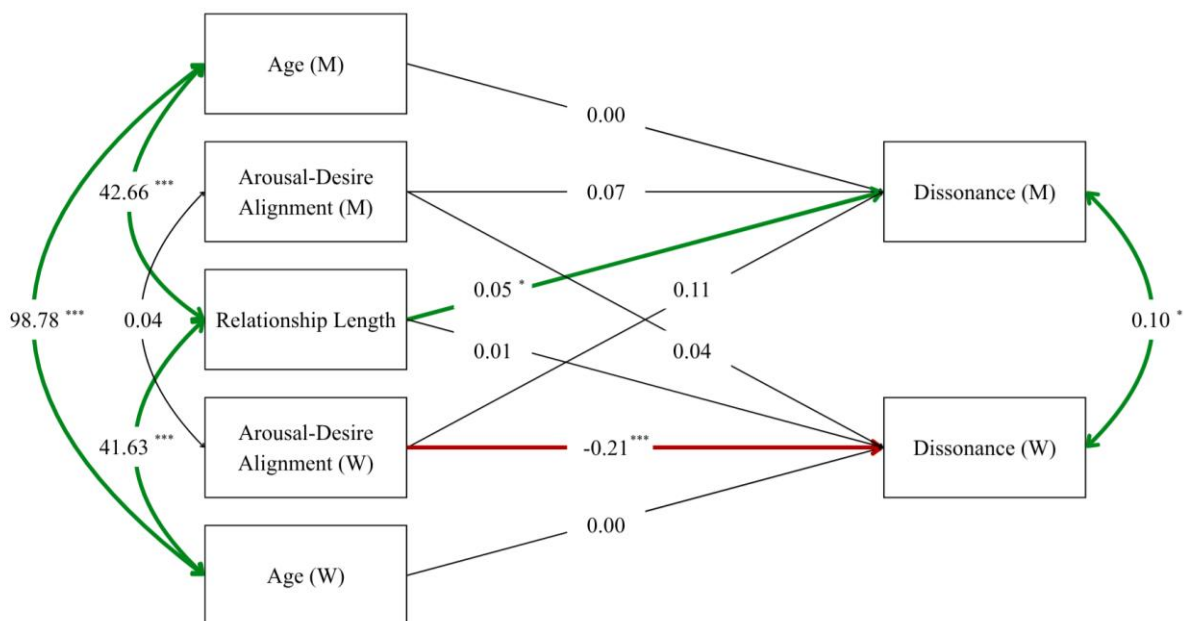 Age (M)
0.00
Arousal-Desire
Alignment (M)
42.66 ***
0.07
Dissonance (M)
0.05 *
0.11
98.78 ***
0.04
Relationship Length
0.10 *
0.01
0.04
41.63 ***
Arousal-Desire
Alignment (W)
-0.21 ***
Dissonance (W)
0.00
Age (W)